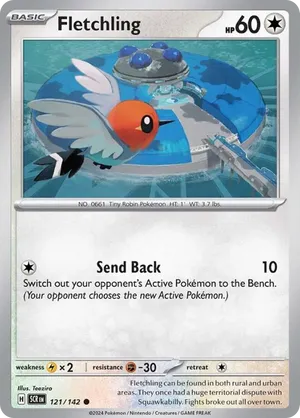 BASIC
Fletchling
HP 60
NO. 0661 Tiny Robin Pokémon HT: 1' WT: 3.7 lbs.
Send Back 10
Switch out your opponent's Active Pokémon to the Bench.
(Your opponent chooses the new Active Pokémon.)
weakness ×2 resistance -30 retreat
Illus. Teeziro
H SCR EN 121/142
Fletchling can be found in both rural and urban
areas. They once had a huge territorial dispute with
Squawkabilly. Fights broke out all over town.
©2024 Pokémon / Nintendo / Creatures / GAME FREAK